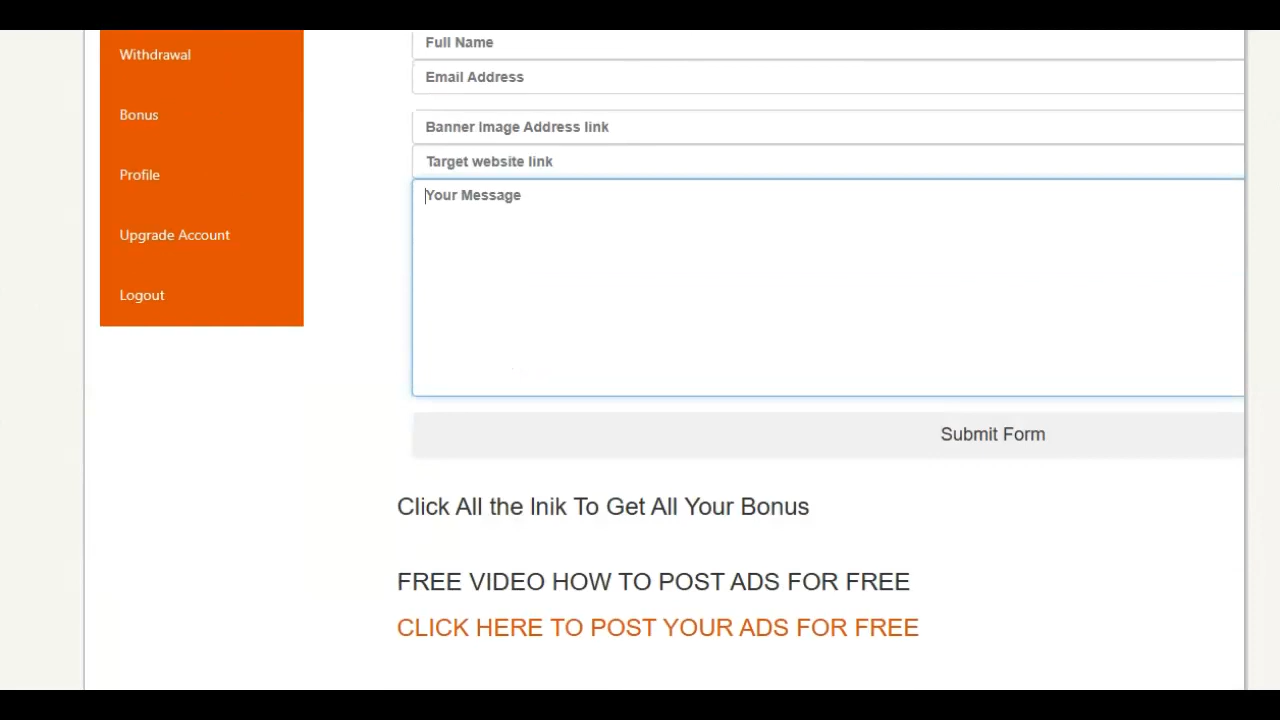 Withdrawal
Bonus
Profile
Upgrade Account
Logout
Full Name
Email Address
Banner Image Address link
Target website link
Your Message
Submit Form
Click All the lnik To Get All Your Bonus
FREE VIDEO HOW TO POST ADS FOR FREE
CLICK HERE TO POST YOUR ADS FOR FREE